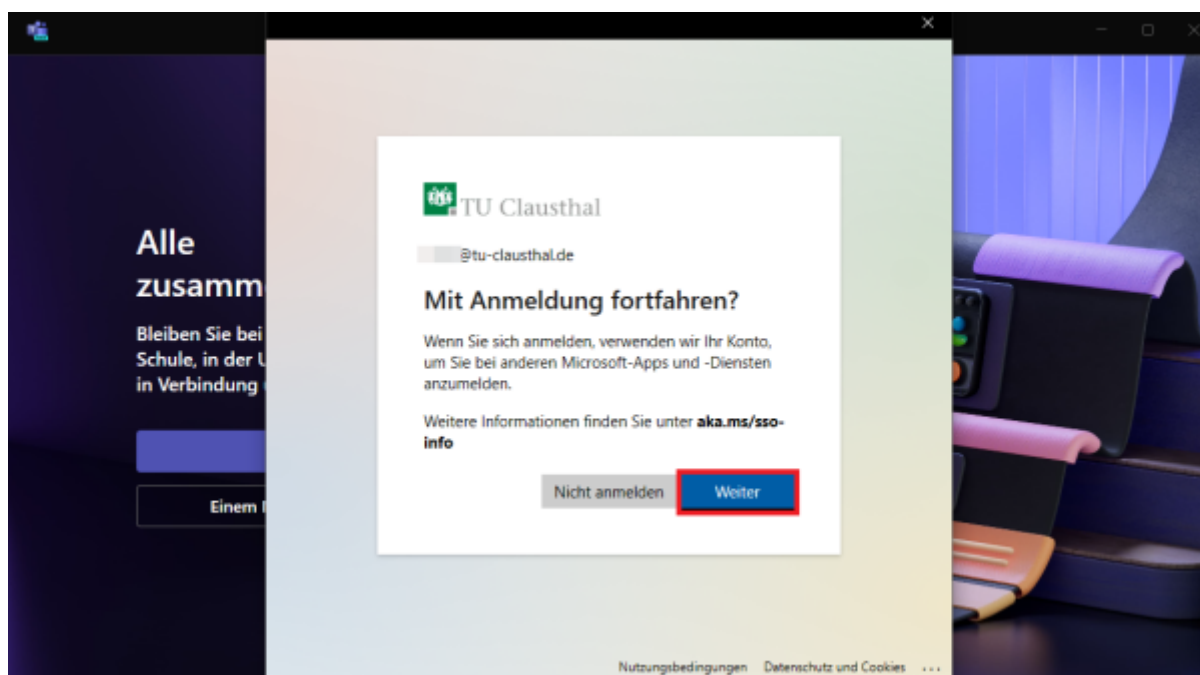 TU Clausthal
@tu-clausthal.de
Mit Anmeldung fortfahren?
Wenn Sie sich anmelden, verwenden wir Ihr Konto,
um Sie bei anderen Microsoft-Apps und -Diensten
anzumelden.
Weitere Informationen finden Sie unter aka.ms/sso-
info
Nicht anmelden
Weiter
Nutzungsbedingungen
Datenschutz und Cookies
...
Alle
zusamm
Bleiben Sie bei
Schule, in der
in Verbindung
Einem